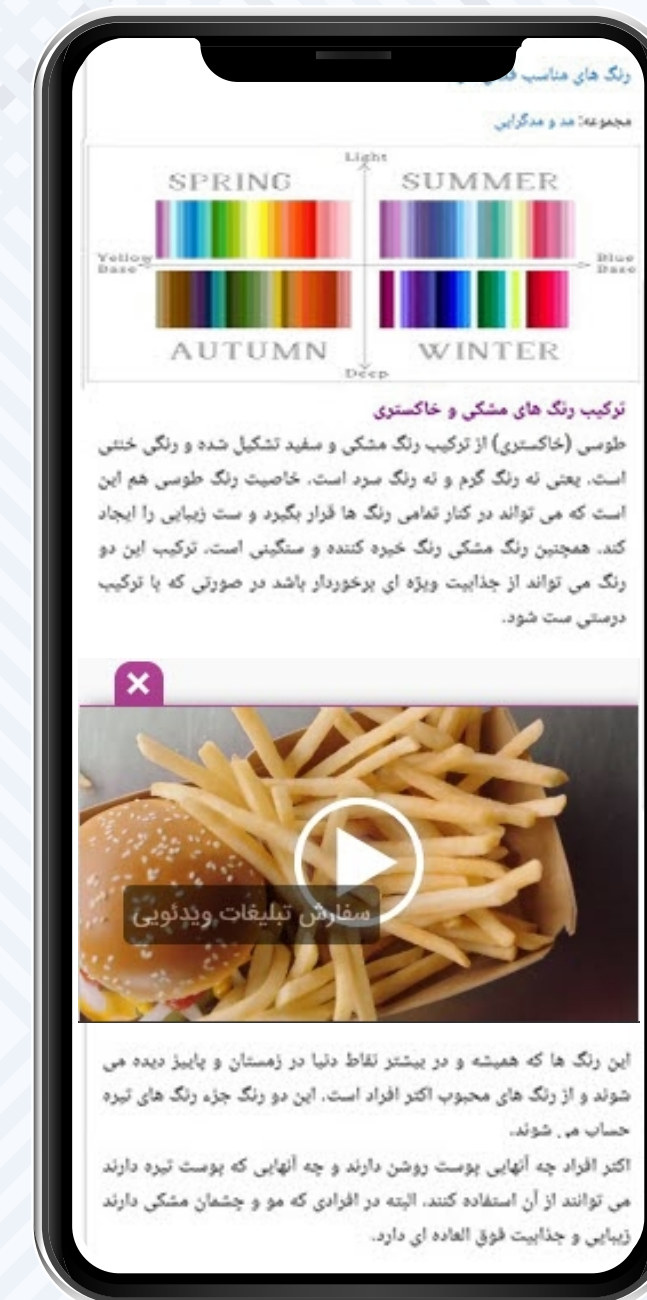 رنگ های مناسب
مجموعه: مد و مدگرایی
Light
SPRING SUMMER
Yellow Base
Blue Base
AUTUMN WINTER
Deep
ترکیب رنگ های مشکی و خاکستری
طوسی (خاکستری) از ترکیب رنگ مشکی و سفید تشکیل شده و رنگی خنثی
است. یعنی نه رنگ گرم و نه رنگ سرد است. خاصیت رنگ طوسی هم این
است که می تواند در کنار تمامی رنگ ها قرار بگیرد و ست زیبایی را ایجاد
کند. همچنین رنگ مشکی رنگ خیره کننده و سنگینی است. ترکیب این دو
رنگ می تواند از جذابیت ویژه ای برخوردار باشد در صورتی که با ترکیب
درستی ست شود.
سفارش تبلیغات ویدئویی
این رنگ ها که همیشه و در بیشتر نقاط دنیا در زمستان و پاییز دیده می
شوند و از رنگ های محبوب اکثر افراد است. این دو رنگ جزء رنگ های تیره
حساب می شوند.
اکثر افراد چه آنهایی پوست روشن دارند و چه آنهایی که پوست تیره دارند
می توانند از آن استفاده کنند. البته در افرادی که مو و چشمان مشکی دارند
زیبایی و جذابیت فوق العاده ای دارد.